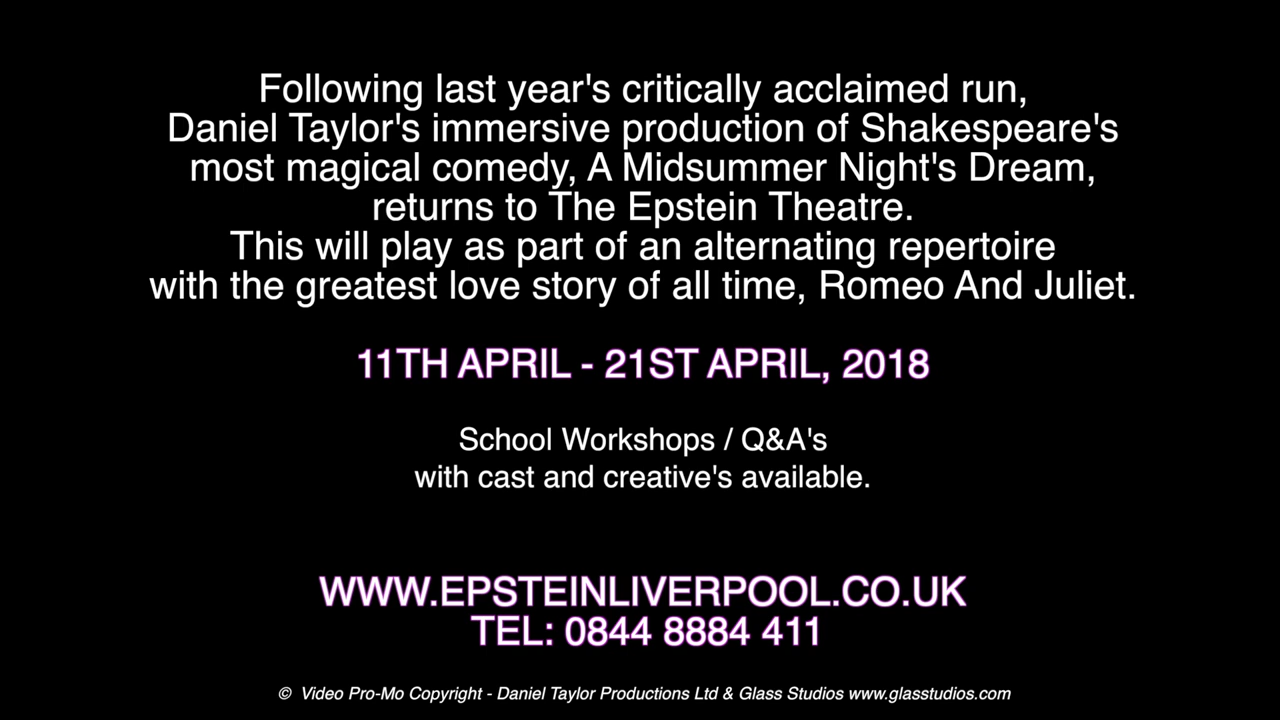 Following last year's critically acclaimed run,
Daniel Taylor's immersive production of Shakespeare's
most magical comedy, A Midsummer Night's Dream,
returns to The Epstein Theatre.
This will play as part of an alternating repertoire
with the greatest love story of all time, Romeo And Juliet.
11TH APRIL - 21ST APRIL, 2018
School Workshops / Q&A's
with cast and creative's available.
WWW.EPSTEINLIVERPOOL.CO.UK
TEL: 0844 8884 411
© Video Pro-Mo Copyright - Daniel Taylor Productions Ltd & Glass Studios www.glasstudios.com